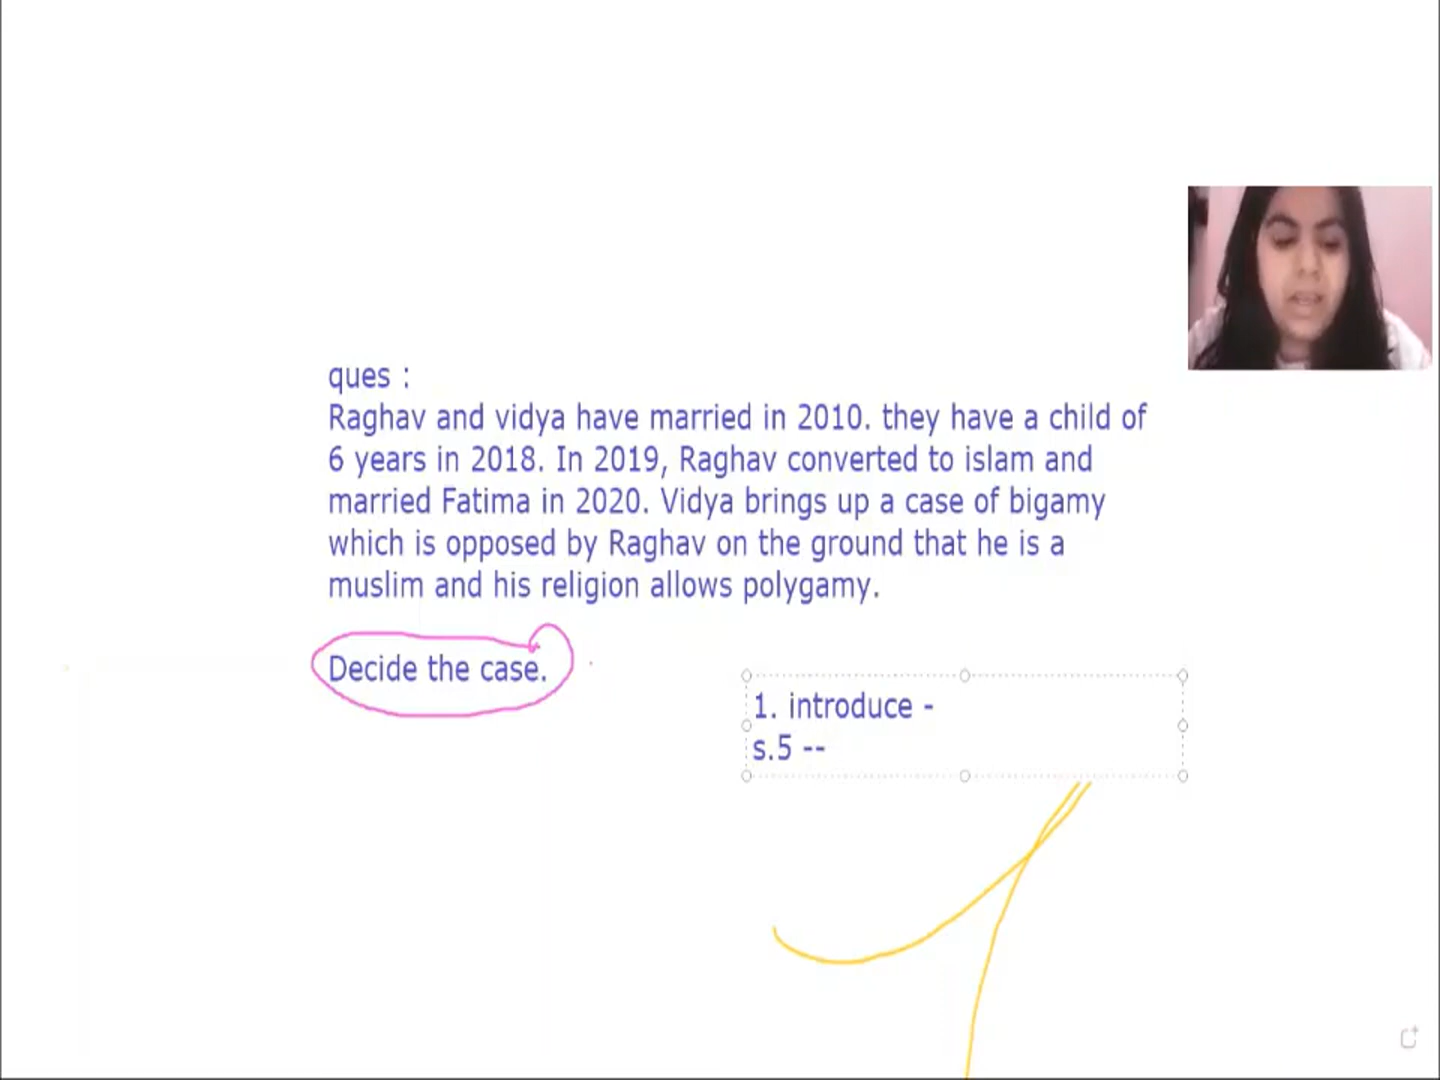 ques :
Raghav and vidya have married in 2010. they have a child of
6 years in 2018. In 2019, Raghav converted to islam and
married Fatima in 2020. Vidya brings up a case of bigamy
which is opposed by Raghav on the ground that he is a
muslim and his religion allows polygamy.
Decide the case.
1. introduce -
s.5 --